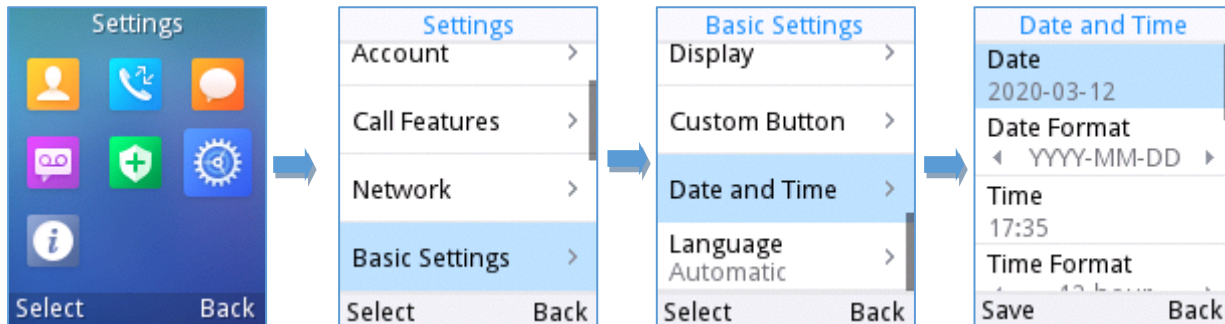 Settings
Select Back
Settings
Account
Call Features
Network
Basic Settings
Select Back
Basic Settings
Display
Custom Button
Date and Time
Language
Automatic
Select Back
Date and Time
Date
2020-03-12
Date Format
YYYY-MM-DD
Time
17:35
Time Format
Save Back